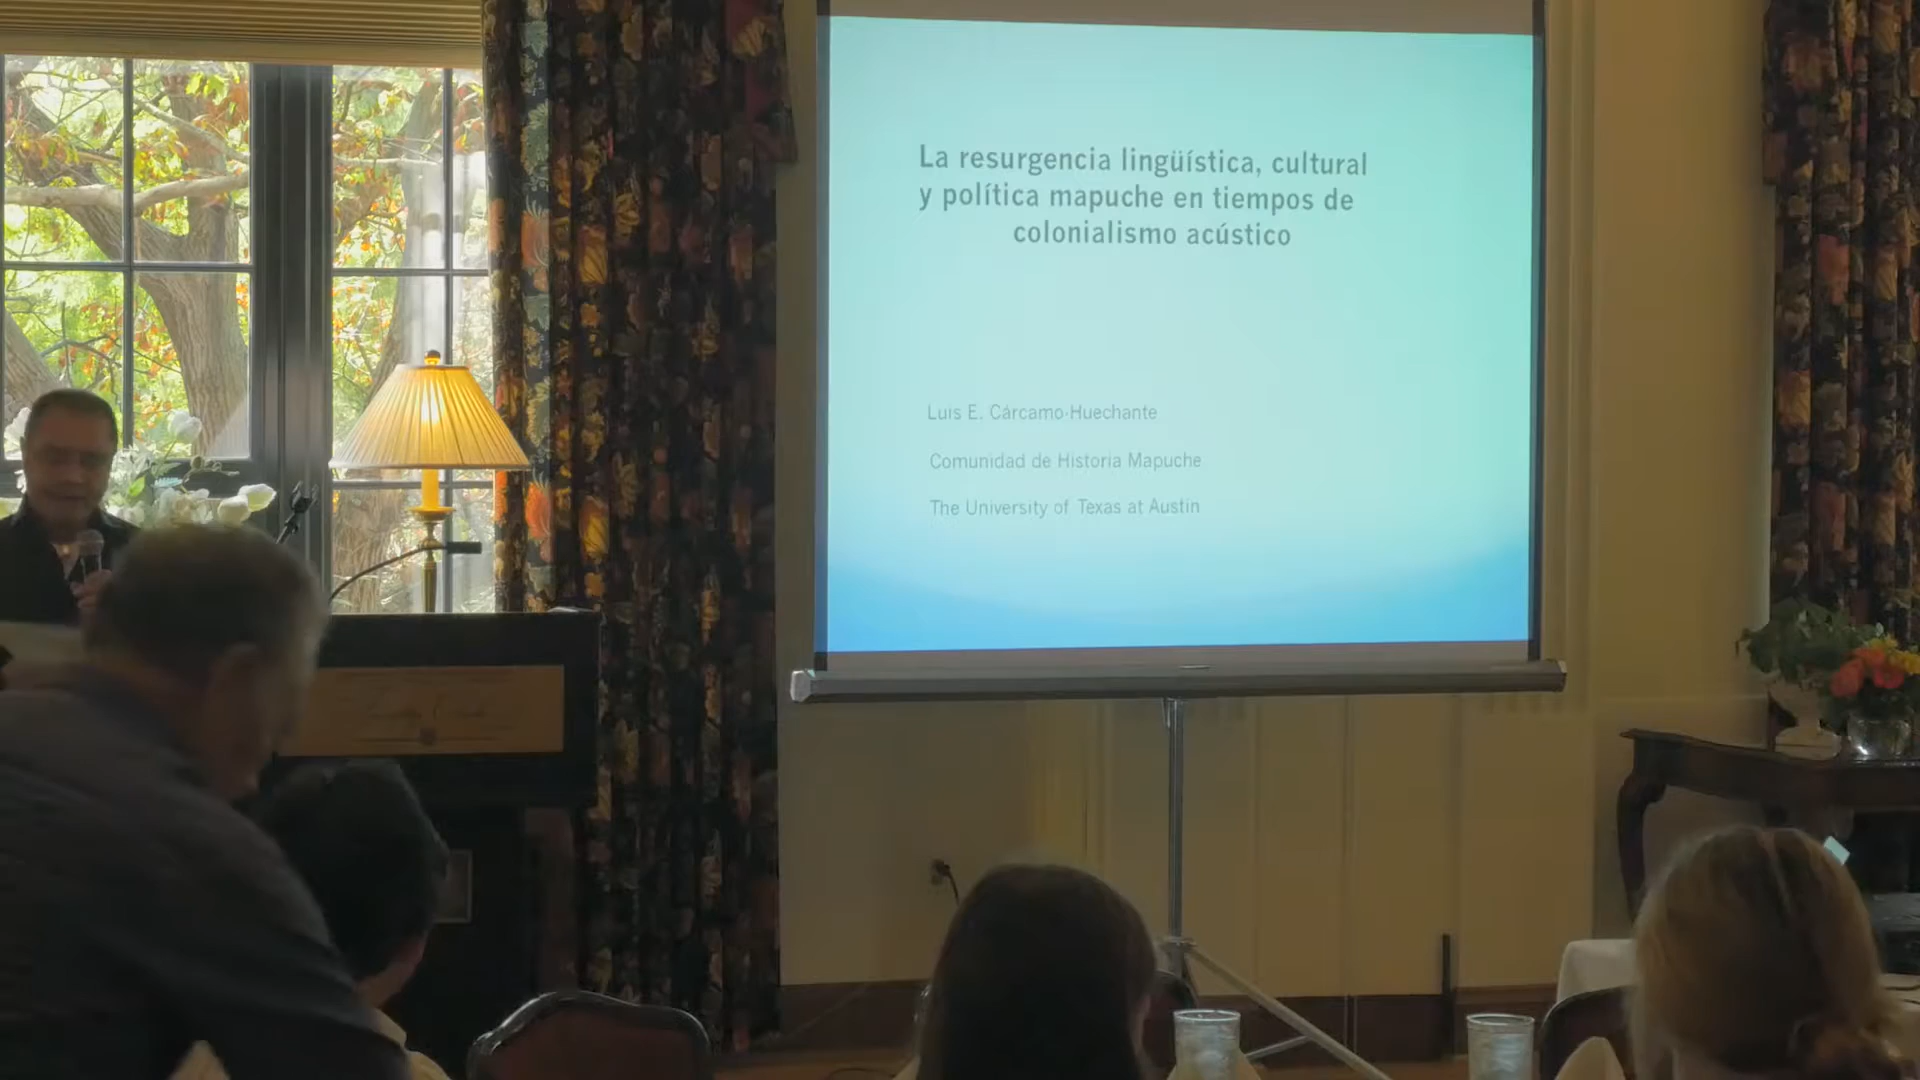 La resurgencia lingüística, cultural
y política mapuche en tiempos de
colonialismo acústico
Luis E. Cárcamo-Huechante
Comunidad de Historia Mapuche
The University of Texas at Austin